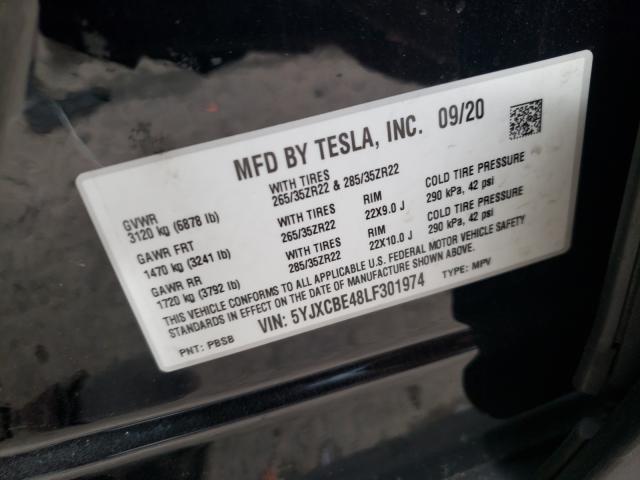 MFD BY TESLA, INC. 09/20
GVWR
3120 kg (6878 lb)
WITH TIRES
265/35ZR22 & 285/35ZR22
GAWR FRT
1470 kg (3241 lb)
WITH TIRES
265/35ZR22
RIM
22X9.0 J
COLD TIRE PRESSURE
290 kPa, 42 psi
GAWR RR
1720 kg (3792 lb)
WITH TIRES
285/35ZR22
RIM
22X10.0 J
COLD TIRE PRESSURE
290 kPa, 42 psi
THIS VEHICLE CONFORMS TO ALL APPLICABLE U.S. FEDERAL MOTOR VEHICLE SAFETY
STANDARDS IN EFFECT ON THE DATE OF MANUFACTURE SHOWN ABOVE.
VIN: 5YJXCBE48LF301974
TYPE: MPV
PNT: PBSB